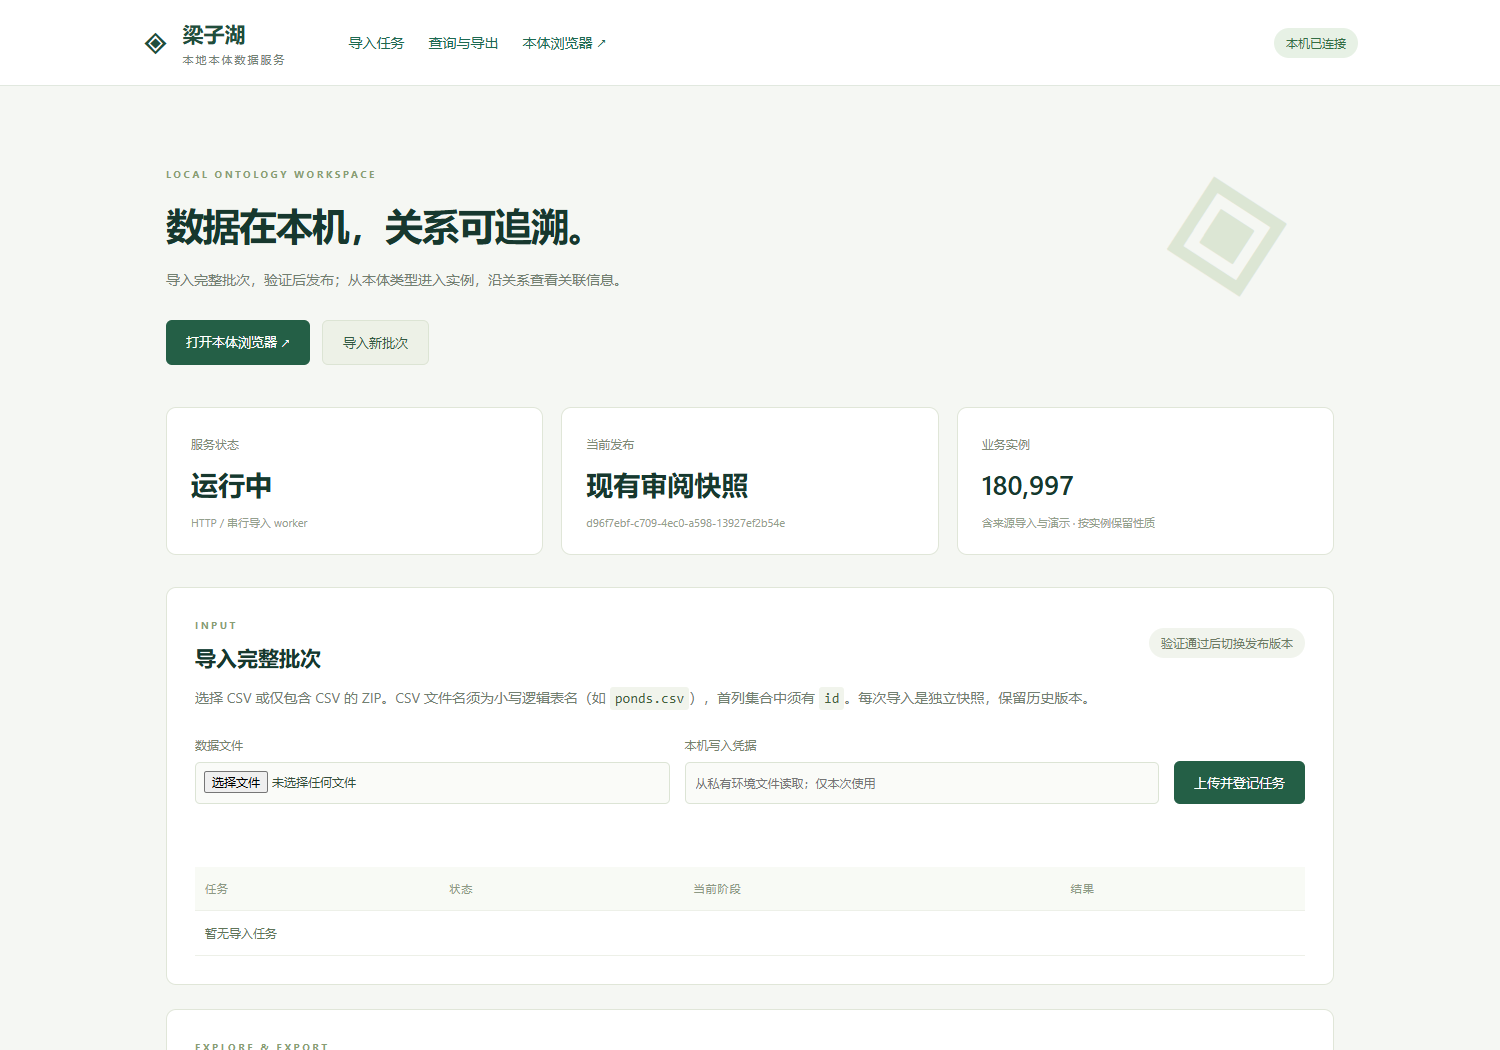 梁子湖
本地本体数据服务
导入任务 查询与导出 本体浏览器 ↗
本机已连接
LOCAL ONTOLOGY WORKSPACE
数据在本机，关系可追溯。
导入完整批次，验证后发布；从本体类型进入实例，沿关系查看关联信息。
打开本体浏览器 ↗
导入新批次
服务状态
运行中
HTTP / 串行导入 worker
当前发布
现有审阅快照
d96f7ebf-c709-4ec0-a598-13927ef2b54e
业务实例
180,997
含来源导入与演示 · 按实例保留性质
INPUT
导入完整批次
验证通过后切换发布版本
选择 CSV 或仅包含 CSV 的 ZIP。CSV 文件名须为小写逻辑表名（如 ponds.csv），首列集合中须有 id。每次导入是独立快照，保留历史版本。
数据文件
选择文件 未选择任何文件
本机写入凭据
从私有环境文件读取；仅本次使用
上传并登记任务
任务 状态 当前阶段 结果
暂无导入任务
EXPLORE & EXPORT